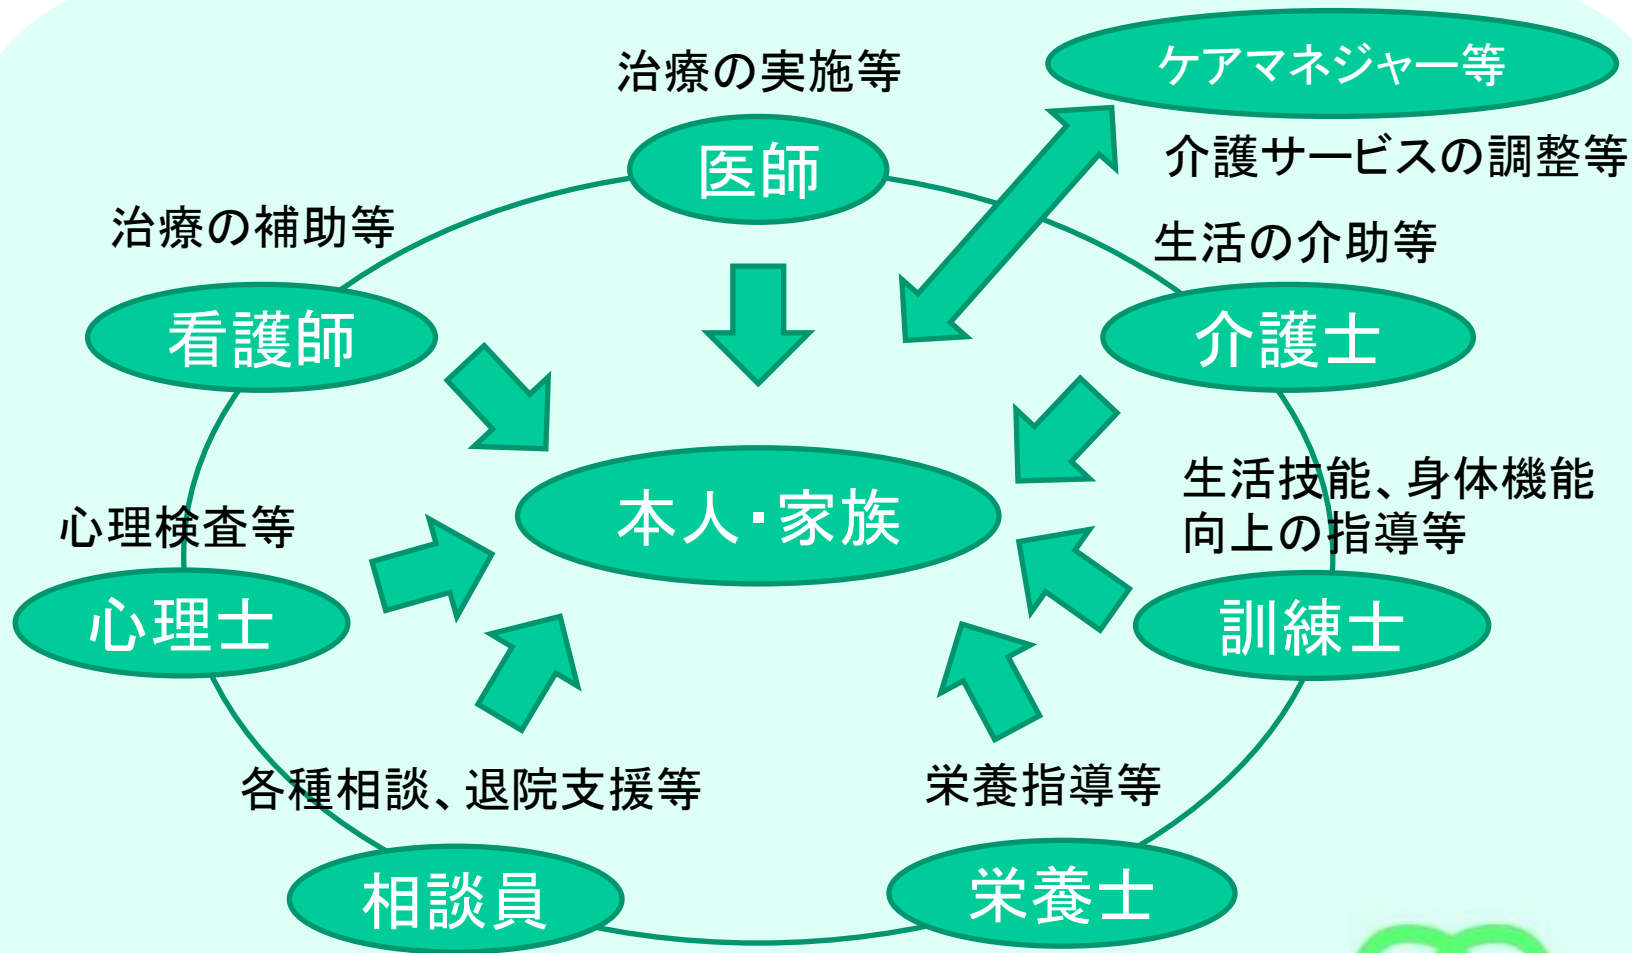 治療の実施等
ケアマネジャー等
医師
介護サービスの調整等
治療の補助等
生活の介助等
看護師
介護士
本人・家族
生活技能、身体機能
向上の指導等
心理検査等
心理士
訓練士
各種相談、退院支援等
栄養指導等
相談員
栄養士